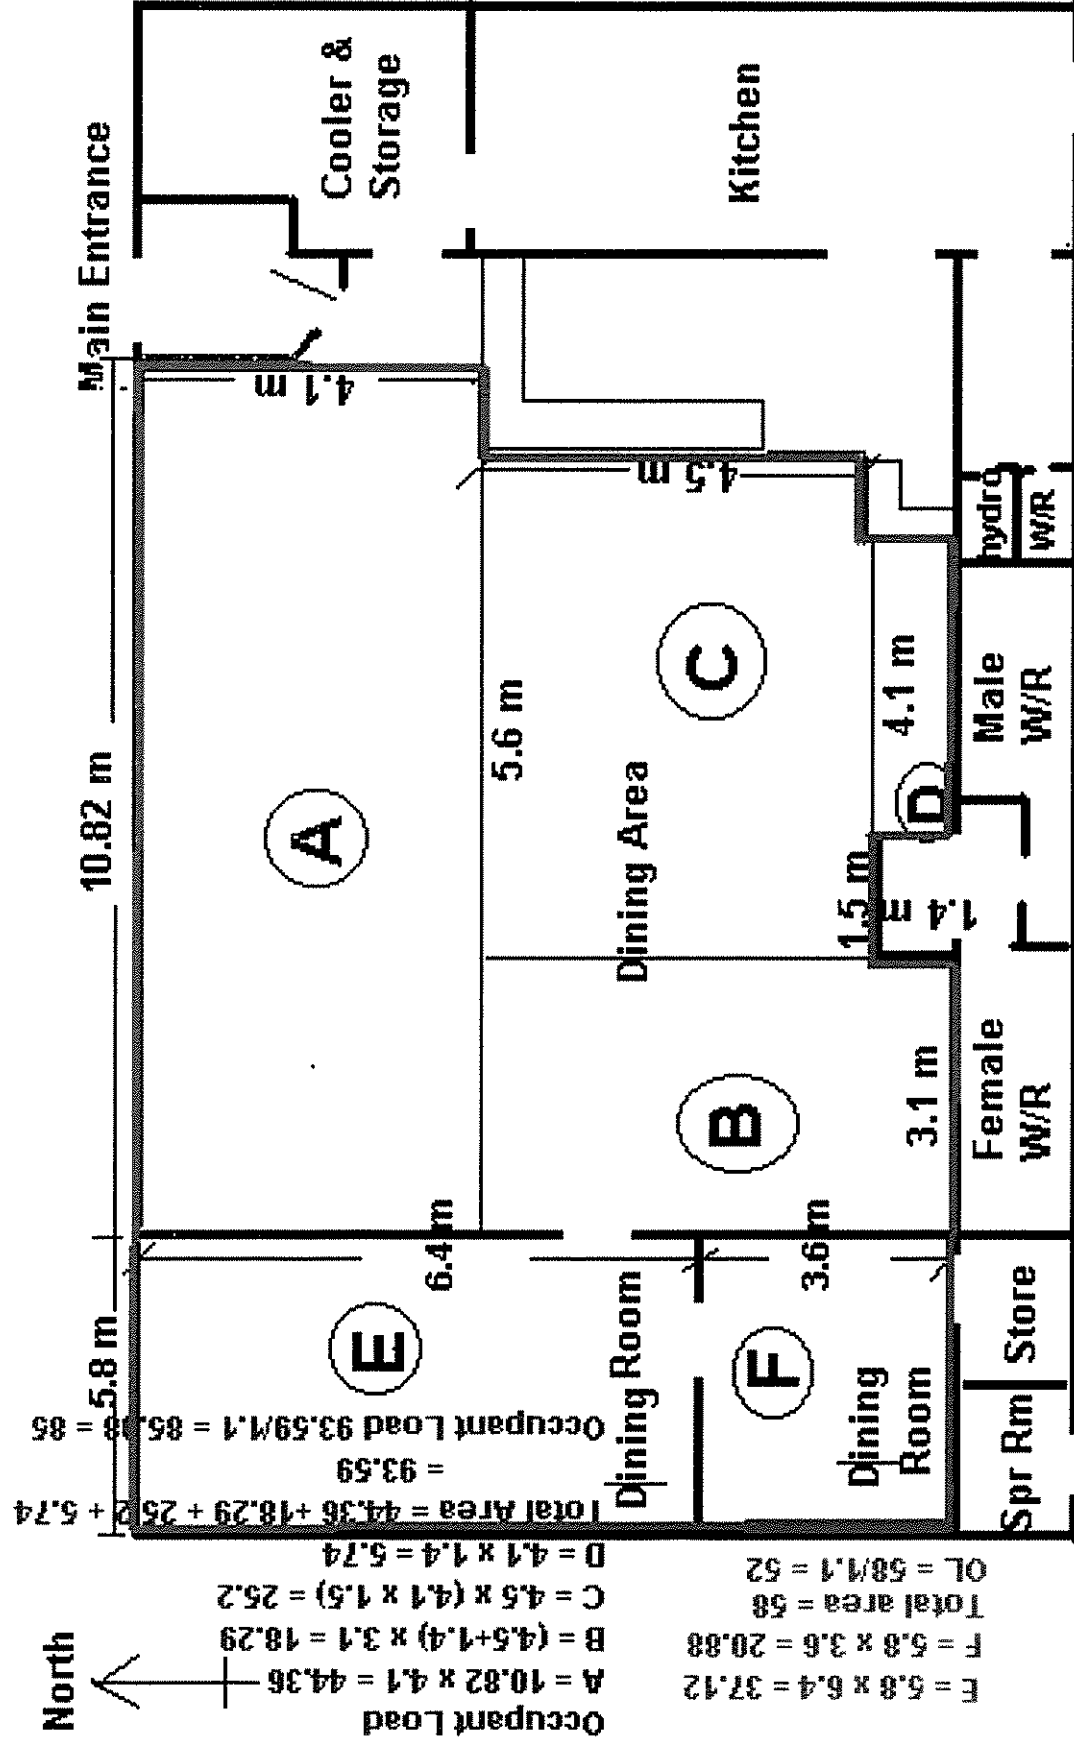 North
Main Entrance
10.82 m
5.8 m
Cooler &
Storage
Kitchen
4.1 m
4.5 m
A
5.6 m
Dining Area
C
B
D
4.1 m
1.5 m
1.4 m
3.1 m
6.4 m
3.6 m
E
Dining Room
F
Dining
Room
hydro
W/R
Male
W/R
Female
W/R
Store
Spr Rm
Occupant Load
A = 10.82 x 4.1 = 44.36
B = (4.5+1.4) x 3.1 = 18.29
C = 4.5 x (4.1 x 1.5) = 25.2
D = 4.1 x 1.4 = 5.74
Total Area = 44.36 +18.29 + 25.2 + 5.74
= 93.59
Occupant Load 93.59/1.1 = 85.08 = 85
E = 5.8 x 6.4 = 37.12
F = 5.8 x 3.6 = 20.88
Total area = 58
OL = 58/1.1 = 52